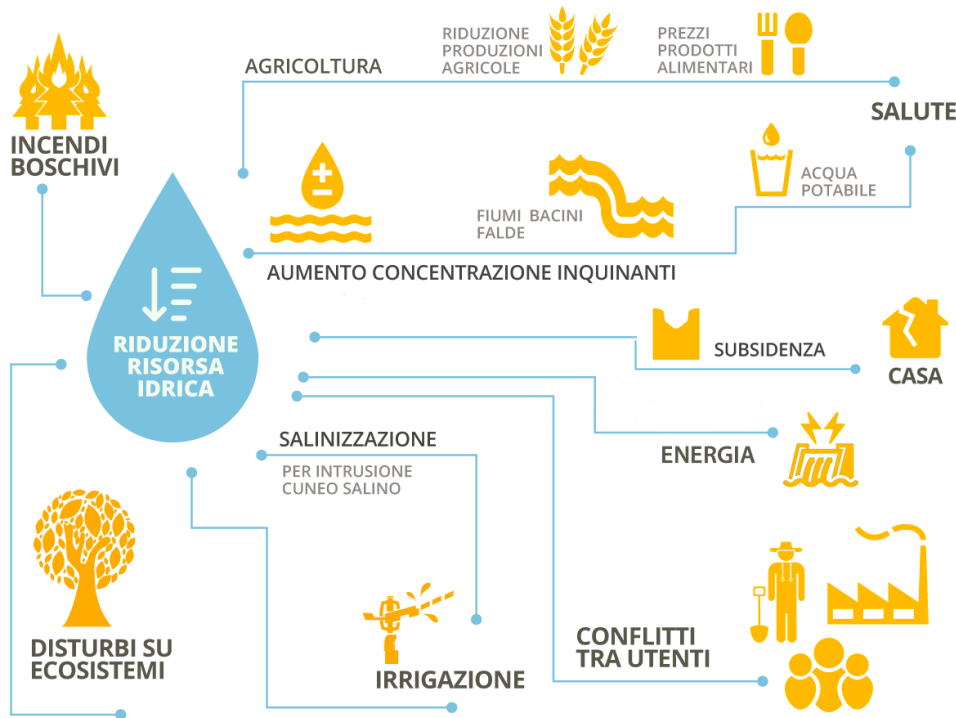 AGRICOLTURA
RIDUZIONE
PRODUZIONI
AGRICOLE
PREZZI
PRODOTTI
ALIMENTARI
SALUTE
INCENDI
BOSCHIVI
ACQUA
POTABILE
FIUMI BACINI
FALDE
AUMENTO CONCENTRAZIONE INQUINANTI
RIDUZIONE
RISORSA
IDRICA
SUBSIDENZA
CASA
SALINIZZAZIONE
PER INTRUSIONE
CUNEO SALINO
ENERGIA
DISTURBI SU
ECOSISTEMI
IRRIGAZIONE
CONFLITTI
TRA UTENTI